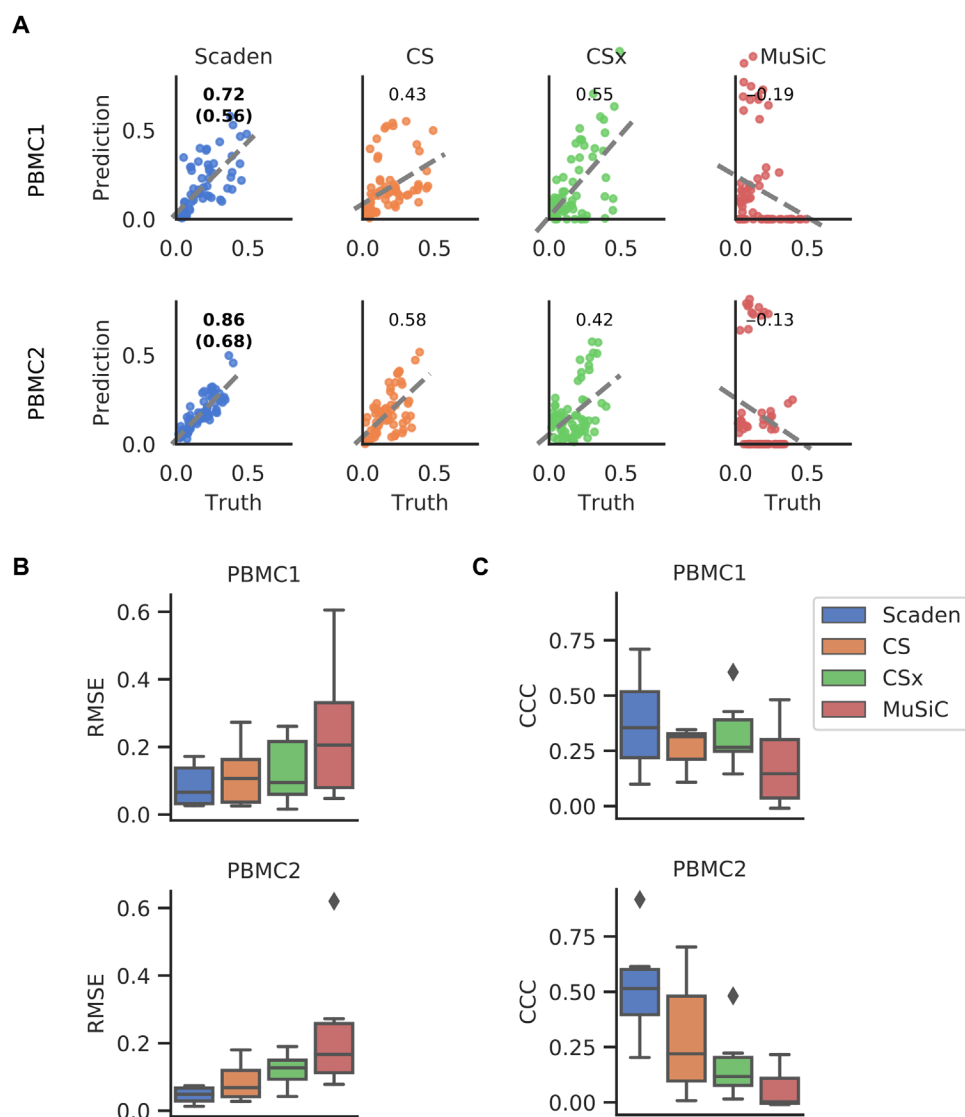 A
Scaden CS CSx MuSiC
PBMC1
Prediction
0.5
0.0
0.72
(0.56)
0.43
0.55
−0.19
0.0 0.5 0.0 0.5 0.0 0.5 0.0 0.5
PBMC2
Prediction
0.5
0.0
0.86
(0.68)
0.58
0.42
−0.13
0.0 0.5 0.0 0.5 0.0 0.5 0.0 0.5
Truth Truth Truth Truth
B
PBMC1
RMSE
0.6
0.4
0.2
0.0
PBMC2
RMSE
0.6
0.4
0.2
0.0
C
PBMC1
CCC
0.75
0.50
0.25
0.00
Scaden
CS
CSx
MuSiC
PBMC2
CCC
0.75
0.50
0.25
0.00